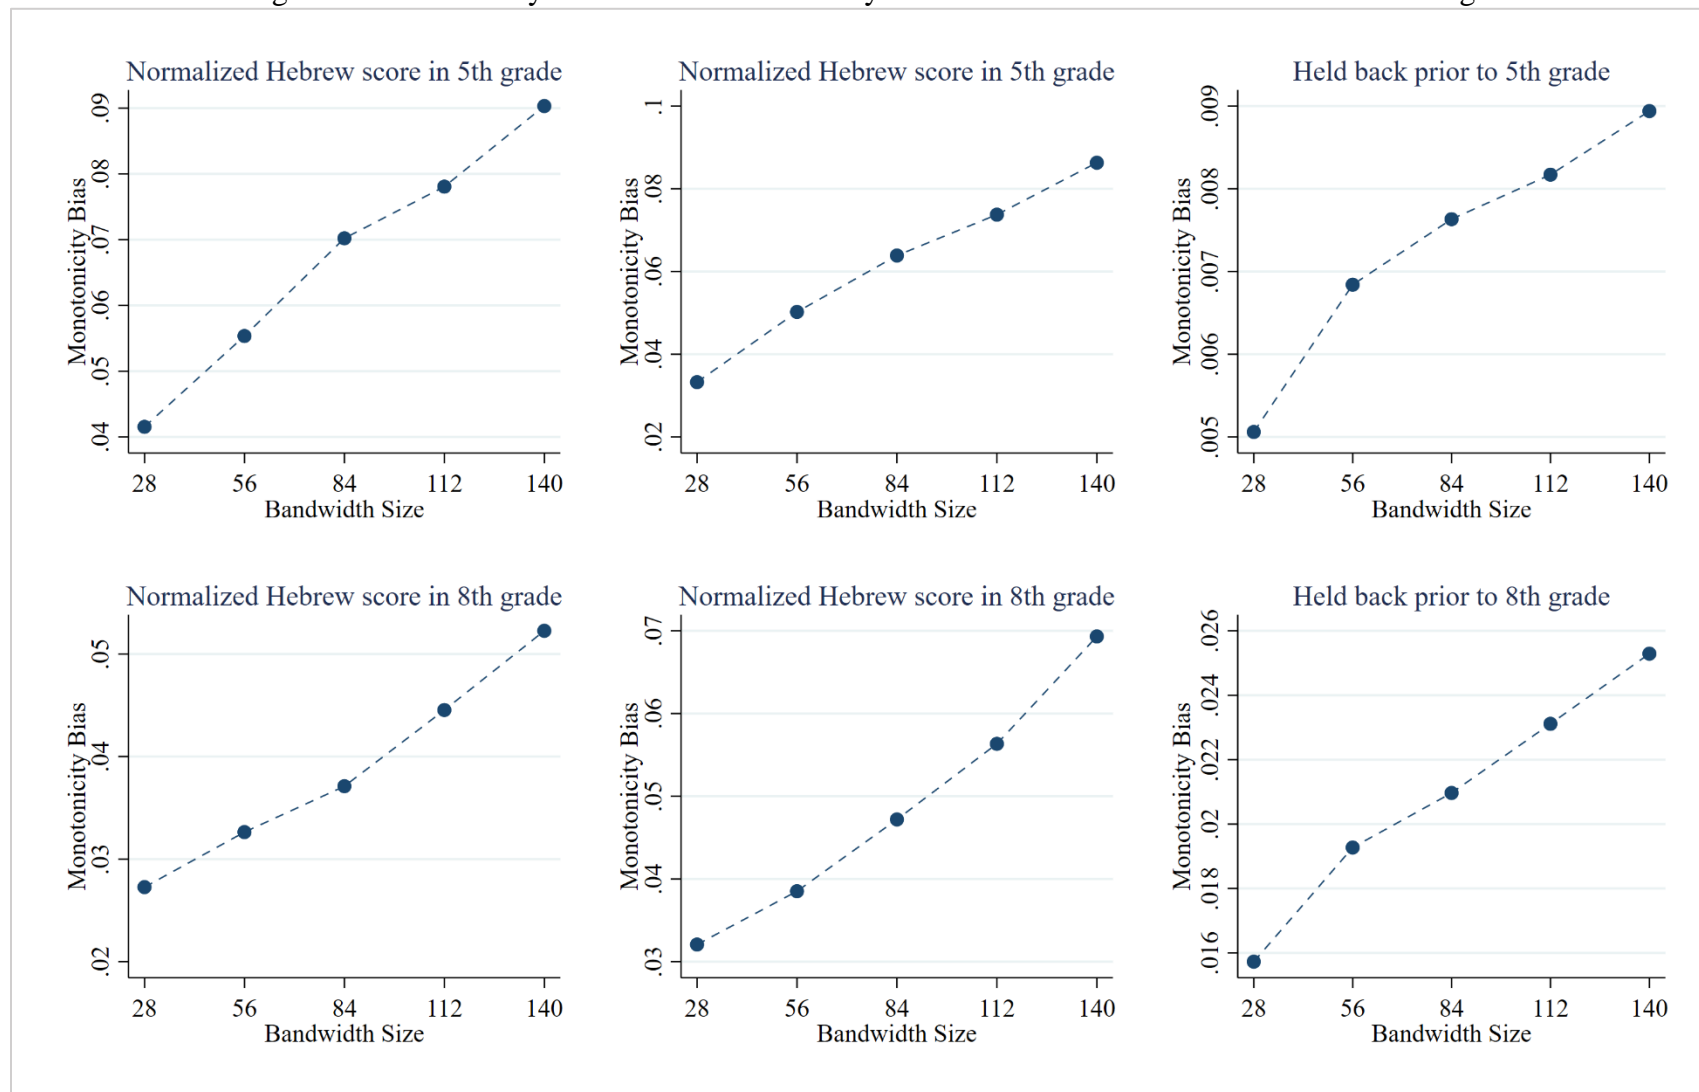 Normalized Hebrew score in 5th grade
Monotonicity Bias
.09
.08
.07
.06
.05
.04
28 56 84 112 140
Bandwidth Size
Normalized Hebrew score in 5th grade
Monotonicity Bias
.1
.08
.06
.04
.02
28 56 84 112 140
Bandwidth Size
Held back prior to 5th grade
Monotonicity Bias
.009
.008
.007
.006
.005
28 56 84 112 140
Bandwidth Size
Normalized Hebrew score in 8th grade
Monotonicity Bias
.05
.04
.03
.02
28 56 84 112 140
Bandwidth Size
Normalized Hebrew score in 8th grade
Monotonicity Bias
.07
.06
.05
.04
.03
28 56 84 112 140
Bandwidth Size
Held back prior to 8th grade
Monotonicity Bias
.026
.024
.022
.02
.018
.016
28 56 84 112 140
Bandwidth Size